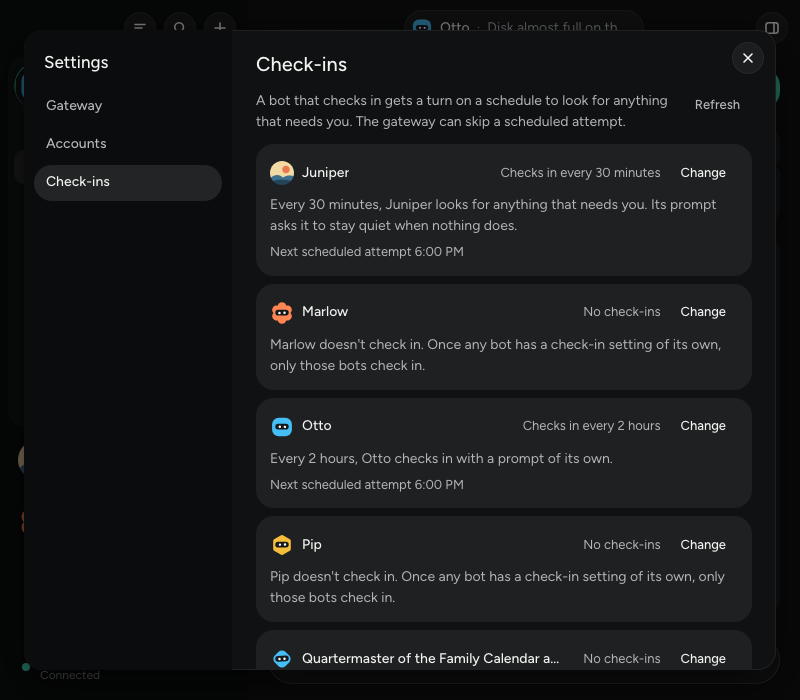 Otto · Disk almost full on th
Settings
Gateway
Accounts
Check-ins
Check-ins
A bot that checks in gets a turn on a schedule to look for anything
that needs you. The gateway can skip a scheduled attempt.
Refresh
Juniper
Checks in every 30 minutes
Change
Every 30 minutes, Juniper looks for anything that needs you. Its prompt
asks it to stay quiet when nothing does.
Next scheduled attempt 6:00 PM
Marlow
No check-ins
Change
Marlow doesn't check in. Once any bot has a check-in setting of its own,
only those bots check in.
Otto
Checks in every 2 hours
Change
Every 2 hours, Otto checks in with a prompt of its own.
Next scheduled attempt 6:00 PM
Pip
No check-ins
Change
Pip doesn't check in. Once any bot has a check-in setting of its own, only
those bots check in.
Quartermaster of the Family Calendar a...
No check-ins
Change
Connected